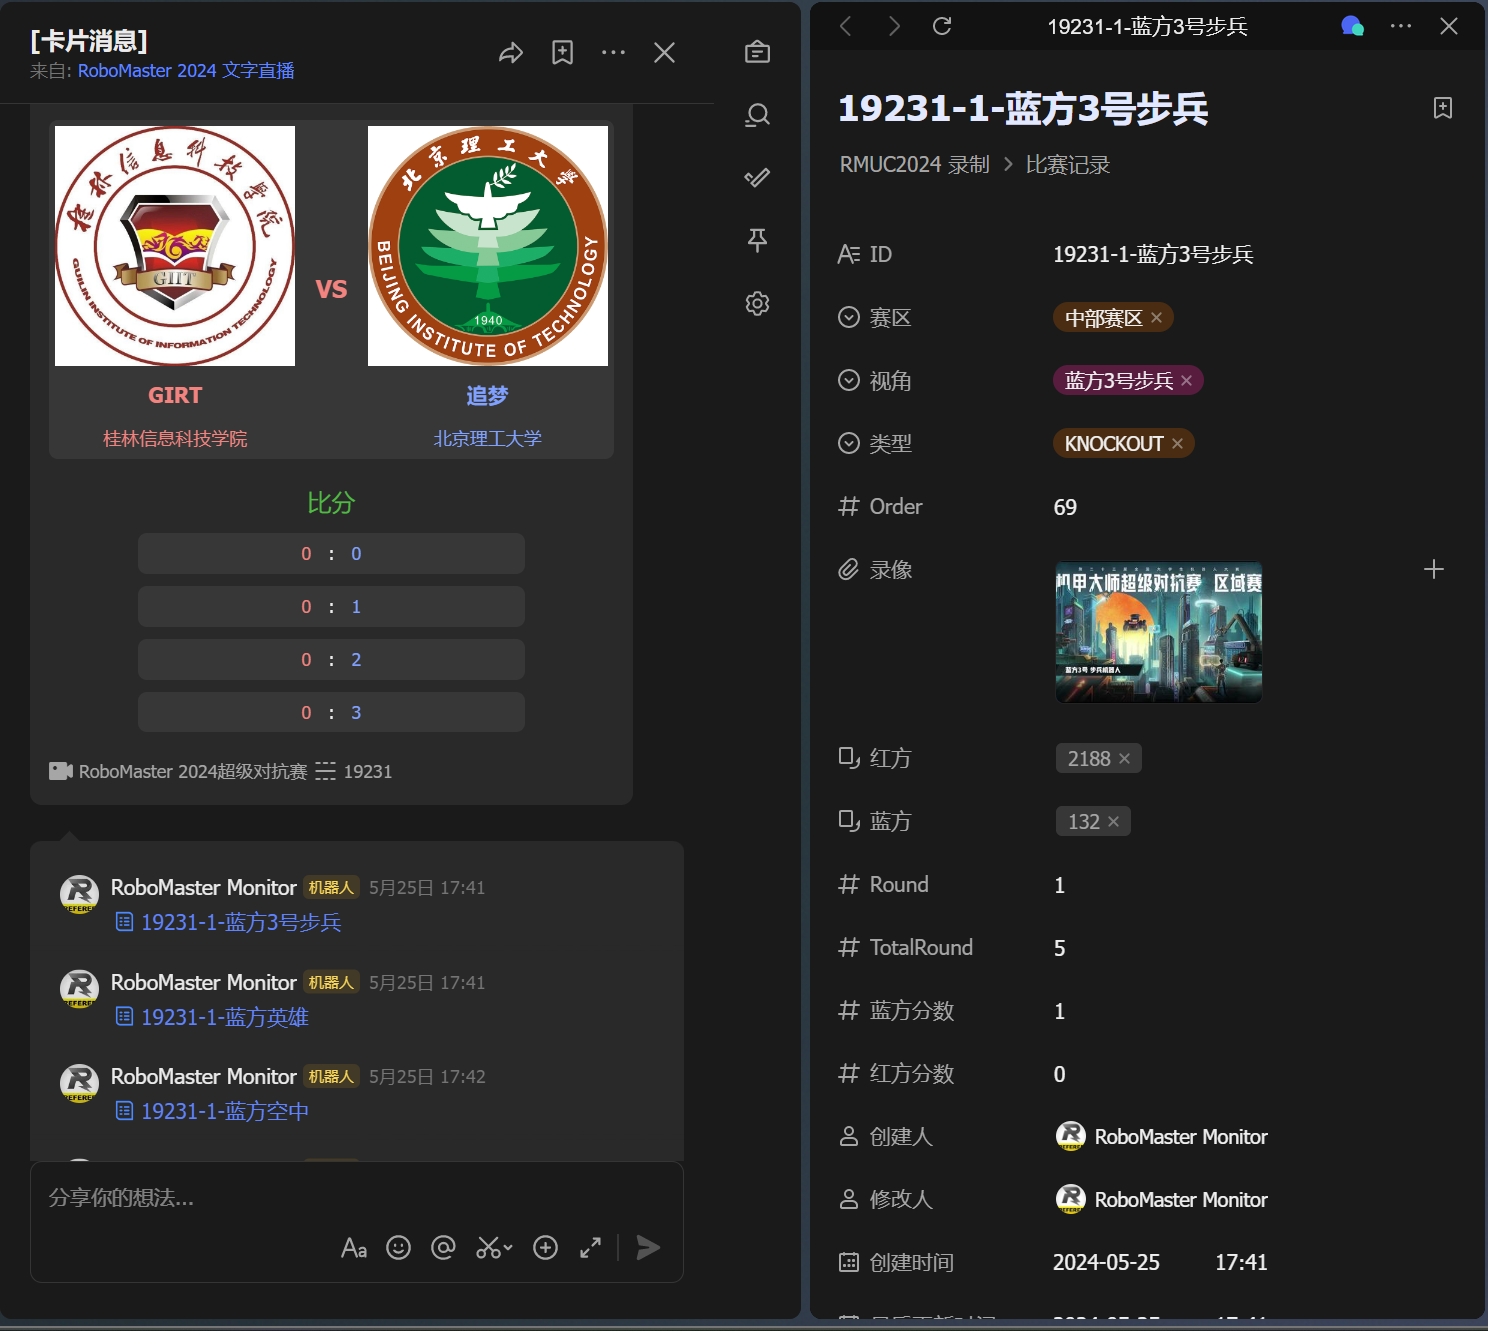 [卡片消息]
来自: RoboMaster 2024 文字直播
桂林信息科技学院
GIIT
GUILIN INSTITUTE OF INFORMATION TECHNOLOGY
VS
北京理工大学
1940
BEIJING INSTITUTE OF TECHNOLOGY
GIRT
追梦
桂林信息科技学院
北京理工大学
比分
0 : 0
0 : 1
0 : 2
0 : 3
RoboMaster 2024超级对抗赛 19231
RoboMaster Monitor 机器人 5月25日 17:41
19231-1-蓝方3号步兵
RoboMaster Monitor 机器人 5月25日 17:41
19231-1-蓝方英雄
RoboMaster Monitor 机器人 5月25日 17:42
19231-1-蓝方空中
分享你的想法...
Aa
19231-1-蓝方3号步兵
19231-1-蓝方3号步兵
RMUC2024 录制 > 比赛记录
ID 19231-1-蓝方3号步兵
赛区 中部赛区 ×
视角 蓝方3号步兵 ×
类型 KNOCKOUT ×
Order 69
录像
机甲大师超级对抗赛 区域赛
蓝方3号 步兵机器人
红方 2188 ×
蓝方 132 ×
Round 1
TotalRound 5
蓝方分数 1
红方分数 0
创建人 RoboMaster Monitor
修改人 RoboMaster Monitor
创建时间 2024-05-25 17:41